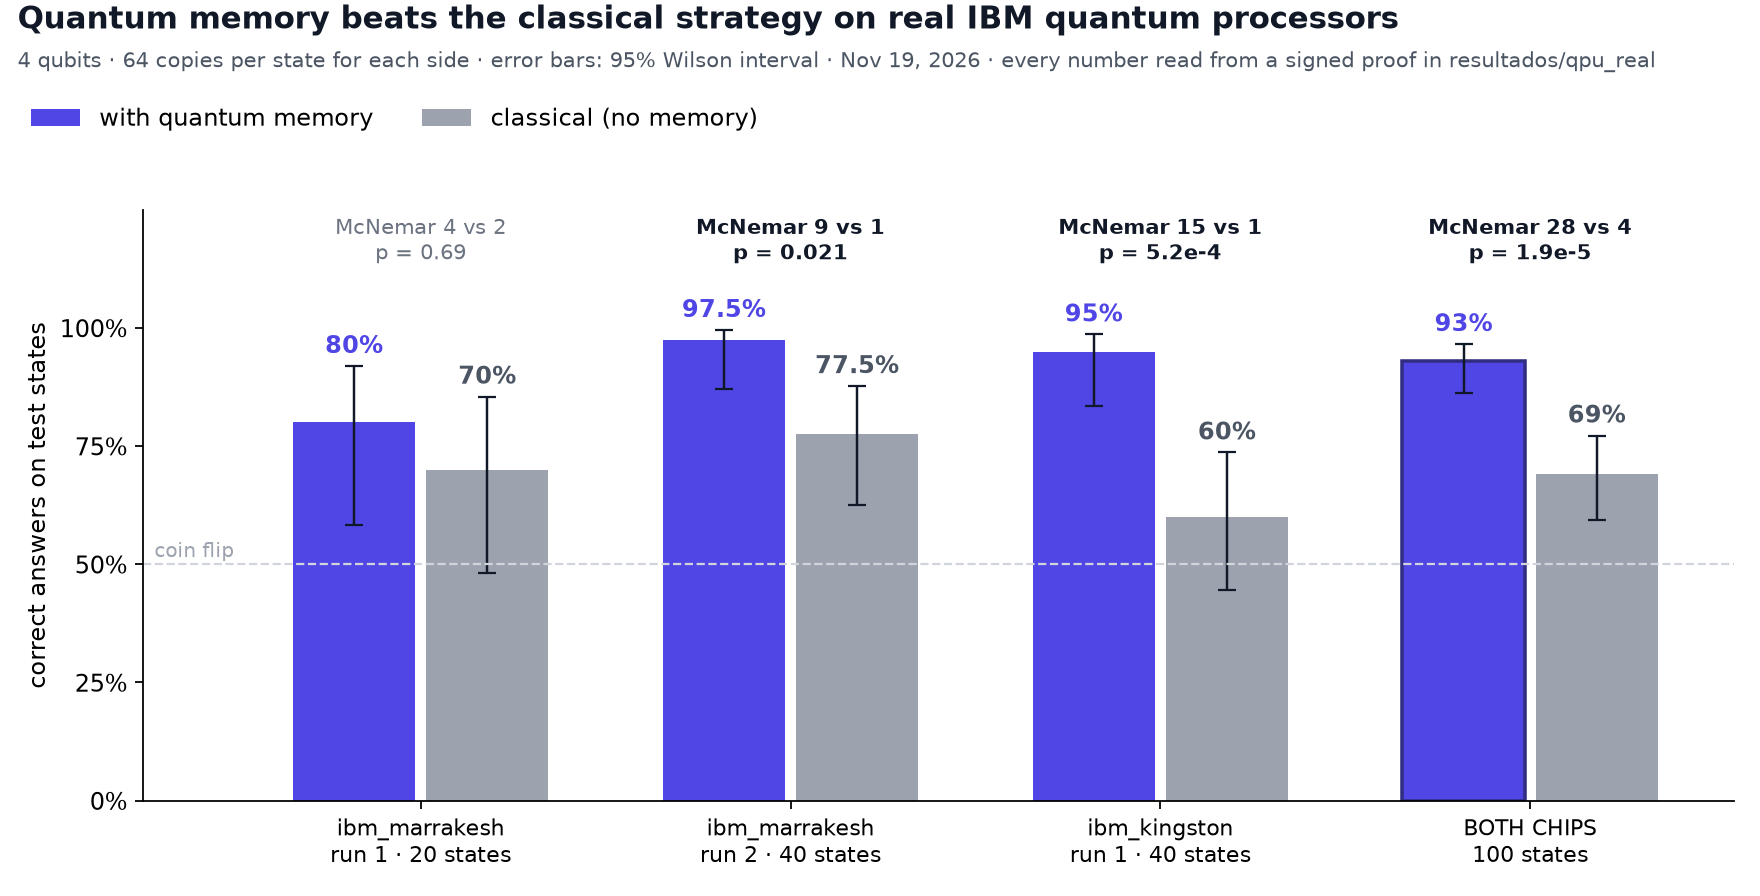 Quantum memory beats the classical strategy on real IBM quantum processors
4 qubits · 64 copies per state for each side · error bars: 95% Wilson interval · Nov 19, 2026 · every number read from a signed proof in resultados/qpu_real
with quantum memory
classical (no memory)
McNemar 4 vs 2
p = 0.69
McNemar 9 vs 1
p = 0.021
McNemar 15 vs 1
p = 5.2e-4
McNemar 28 vs 4
p = 1.9e-5
80%
70%
97.5%
77.5%
95%
60%
93%
69%
correct answers on test states
100%
75%
50%
25%
0%
coin flip
ibm_marrakesh
run 1 · 20 states
ibm_marrakesh
run 2 · 40 states
ibm_kingston
run 1 · 40 states
BOTH CHIPS
100 states